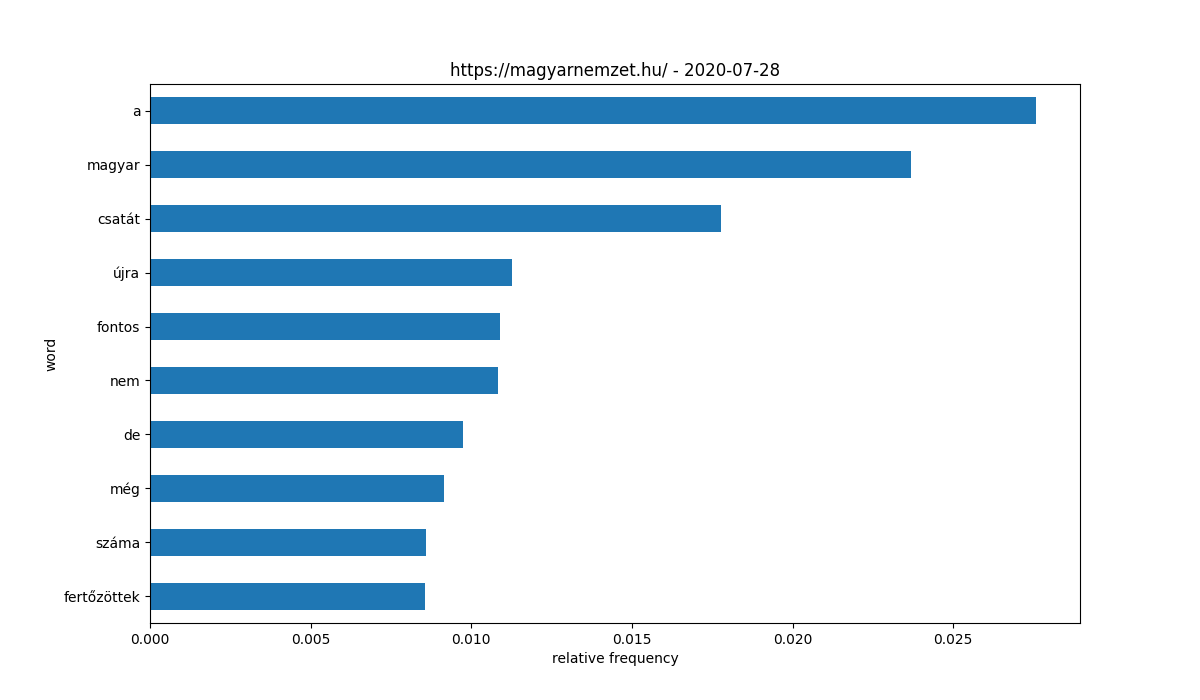 https://magyarnemzet.hu/ - 2020-07-28
a
magyar
csatát
újra
fontos
nem
de
még
száma
fertőzöttek
word
0.000 0.005 0.010 0.015 0.020 0.025
relative frequency